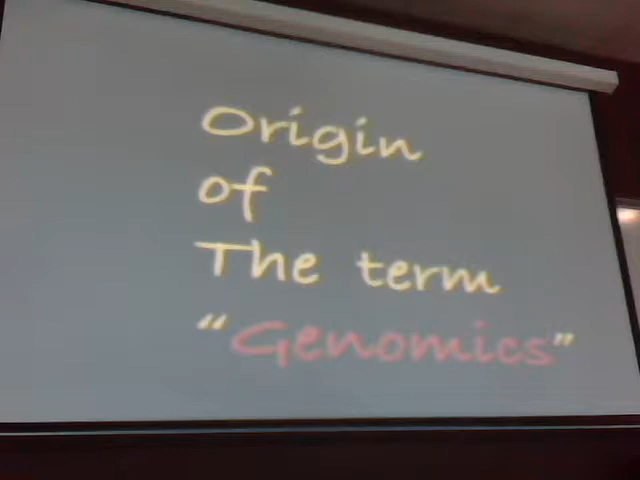 Origin
of
The term
“Genomics”